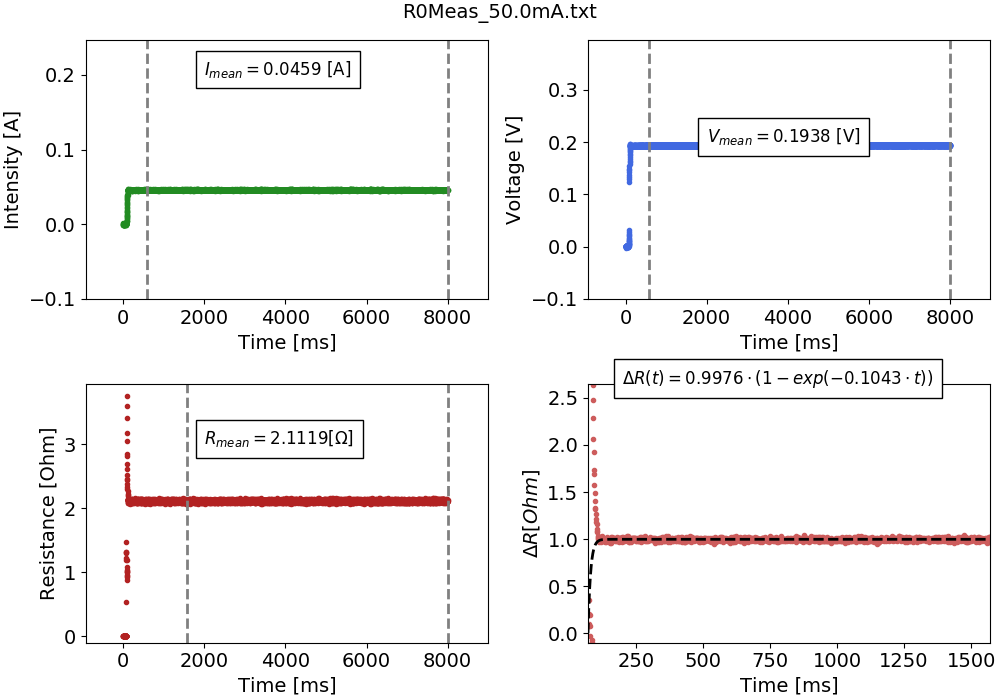 R0Meas_50.0mA.txt
Intensity [A]
0.2
0.1
0.0
−0.1
I_mean = 0.0459 [A]
0 2000 4000 6000 8000
Time [ms]
Voltage [V]
0.3
0.2
0.1
0.0
−0.1
V_mean = 0.1938 [V]
0 2000 4000 6000 8000
Time [ms]
Resistance [Ohm]
3
2
1
0
R_mean = 2.1119[Ω]
0 2000 4000 6000 8000
Time [ms]
ΔR(t) = 0.9976 · (1 − exp(−0.1043 · t))
ΔR[Ohm]
2.5
2.0
1.5
1.0
0.5
0.0
250 500 750 1000 1250 1500
Time [ms]